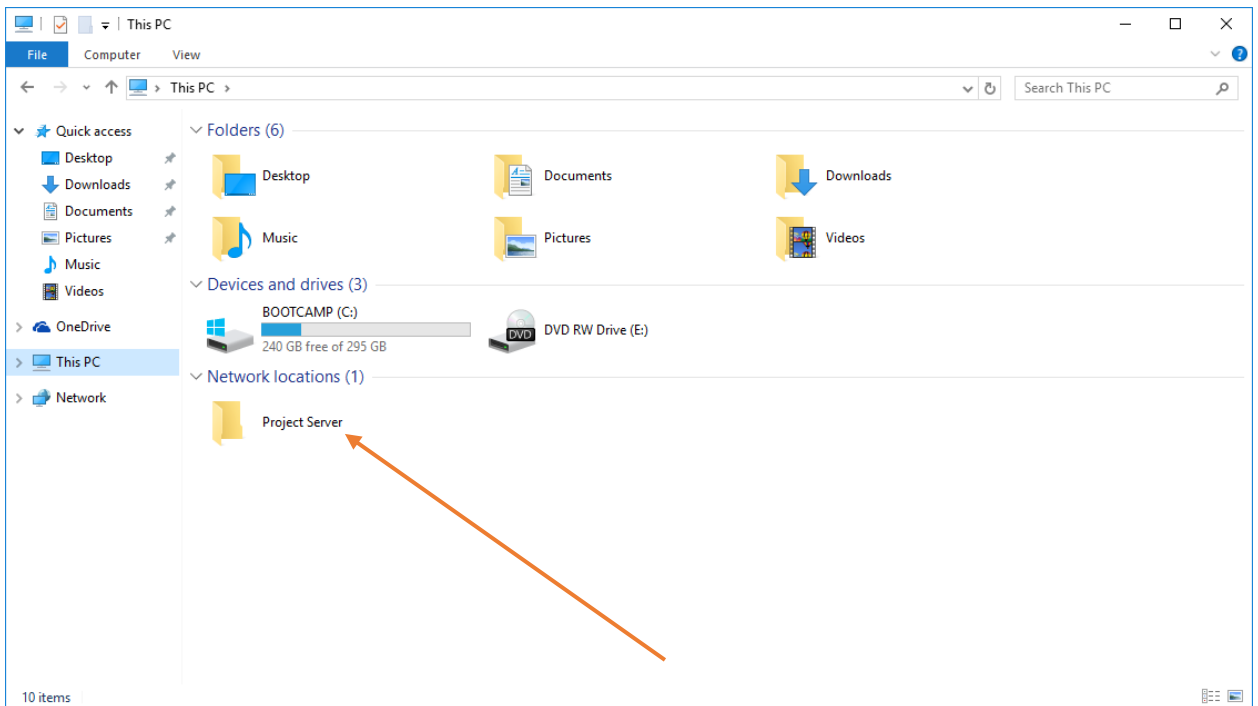 This PC
File Computer View
This PC
Search This PC
Quick access
Desktop
Downloads
Documents
Pictures
Music
Videos
OneDrive
This PC
Network
Folders (6)
Desktop Documents Downloads
Music Pictures Videos
Devices and drives (3)
BOOTCAMP (C:)
240 GB free of 295 GB
DVD
DVD RW Drive (E:)
Network locations (1)
Project Server
10 items